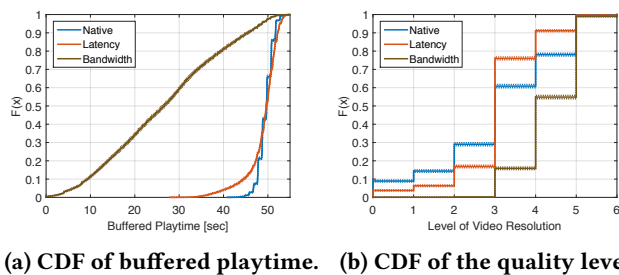 1
0.9
0.8
0.7
0.6
0.5
0.4
0.3
0.2
0.1
0
F(x)
Native
Latency
Bandwidth
0 10 20 30 40 50
Buffered Playtime [sec]
1
0.9
0.8
0.7
0.6
0.5
0.4
0.3
0.2
0.1
0
F(x)
Native
Latency
Bandwidth
0 1 2 3 4 5 6
Level of Video Resolution
(a) CDF of buffered playtime. (b) CDF of the quality leve